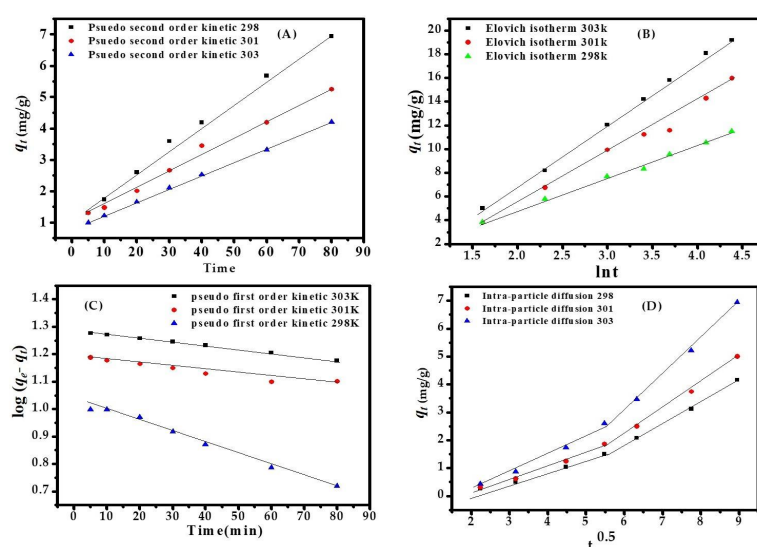 Psuedo second order kinetic 298
Psuedo second order kinetic 301
Psuedo second order kinetic 303
(A)
qt (mg/g)
7
6
5
4
3
2
1
0 10 20 30 40 50 60 70 80 90
Time
Elovich isotherm 303k
Elovich isotherm 301k
Elovich isotherm 298k
(B)
qt (mg/g)
22
20
18
16
14
12
10
8
6
4
2
1.5 2.0 2.5 3.0 3.5 4.0 4.5
lnt
pseudo first order kinetic 303K
pseudo first order kinetic 301K
pseudo first order kinetic 298K
(C)
log (qe- qt)
1.4
1.3
1.2
1.1
1.0
0.9
0.8
0.7
0 10 20 30 40 50 60 70 80 90
Time(min)
Intra-particle diffusion 298
Intra-particle diffusion 301
Intra-particle diffusion 303
(D)
qt (mg/g)
7
6
5
4
3
2
1
0
2 3 4 5 6 7 8 9
t0.5